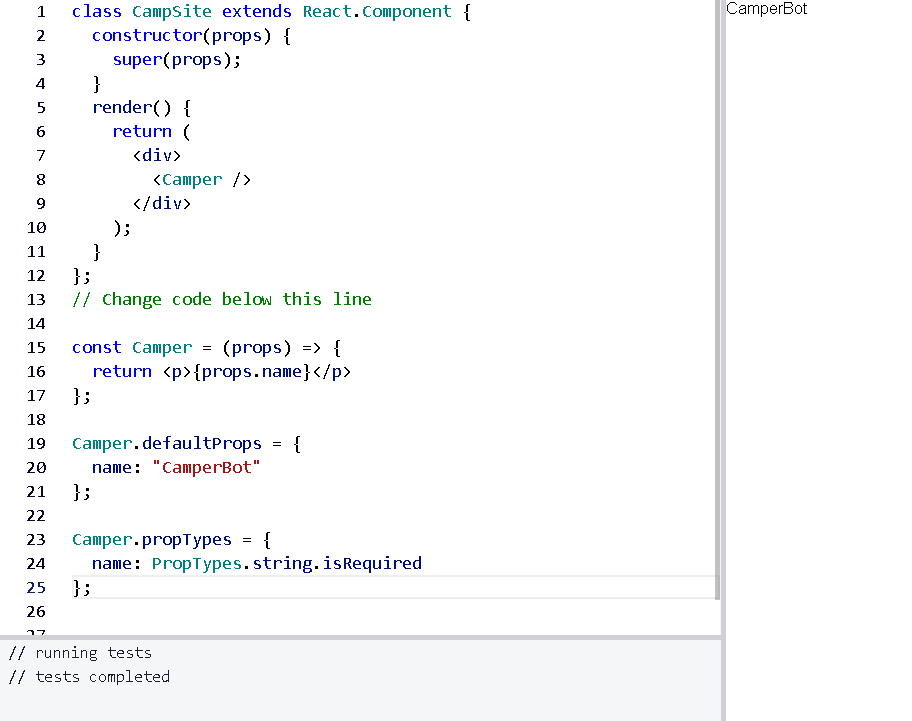 1 class CampSite extends React.Component {
2   constructor(props) {
3     super(props);
4   }
5   render() {
6     return (
7       <div>
8         <Camper />
9       </div>
10     );
11   }
12 };
13 // Change code below this line
14
15 const Camper = (props) => {
16   return <p>{props.name}</p>
17 };
18
19 Camper.defaultProps = {
20   name: "CamperBot"
21 };
22
23 Camper.propTypes = {
24   name: PropTypes.string.isRequired
25 };
26
27
// running tests
// tests completed
CamperBot